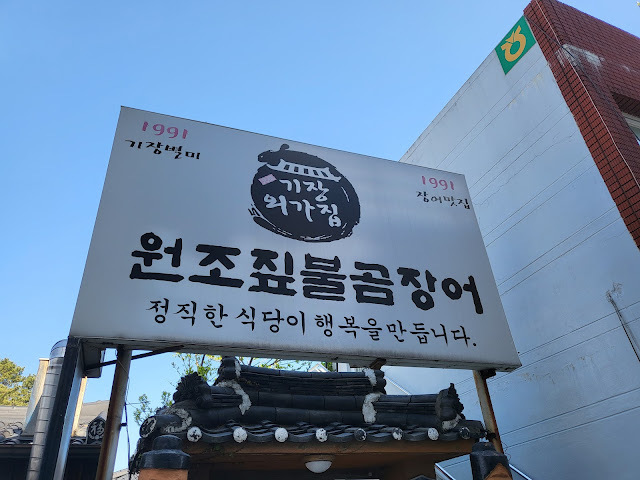 1991
기장별미
기장
외가집
1991
장어맛집
원조짚불곰장어
정직한 식당이 행복을 만듭니다.